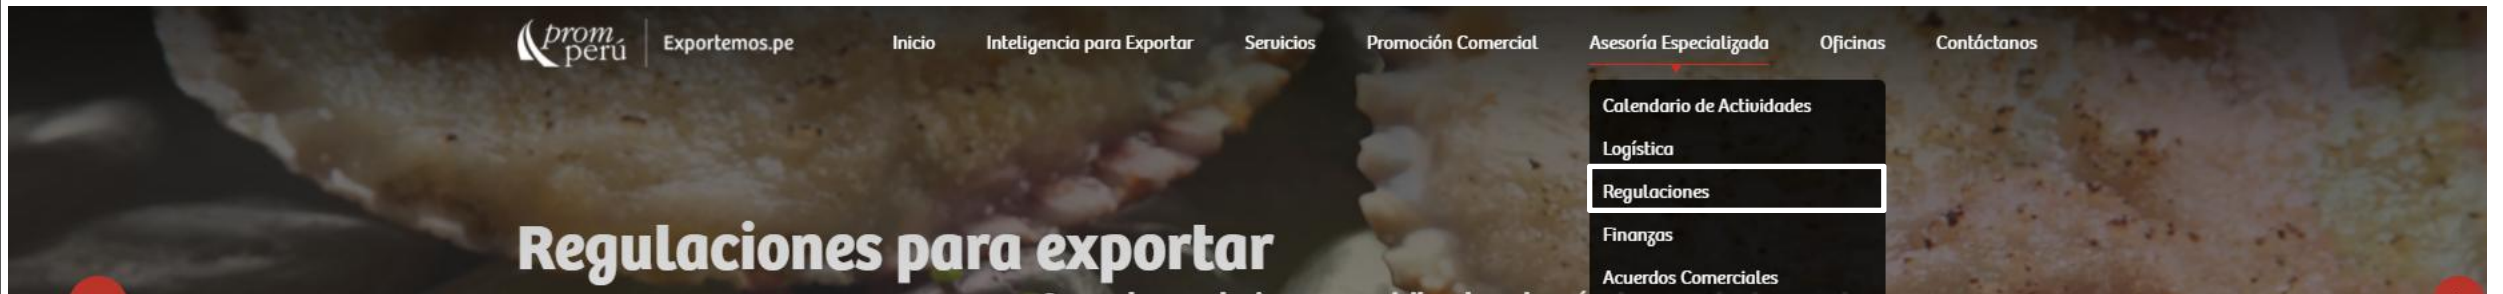 prom
perú
Exportemos.pe
Inicio
Inteligencia para Exportar
Servicios
Promoción Comercial
Asesoría Especializada
Oficinas
Contáctanos
Calendario de Actividades
Logística
Regulaciones
Finanzas
Acuerdos Comerciales
Regulaciones para exportar